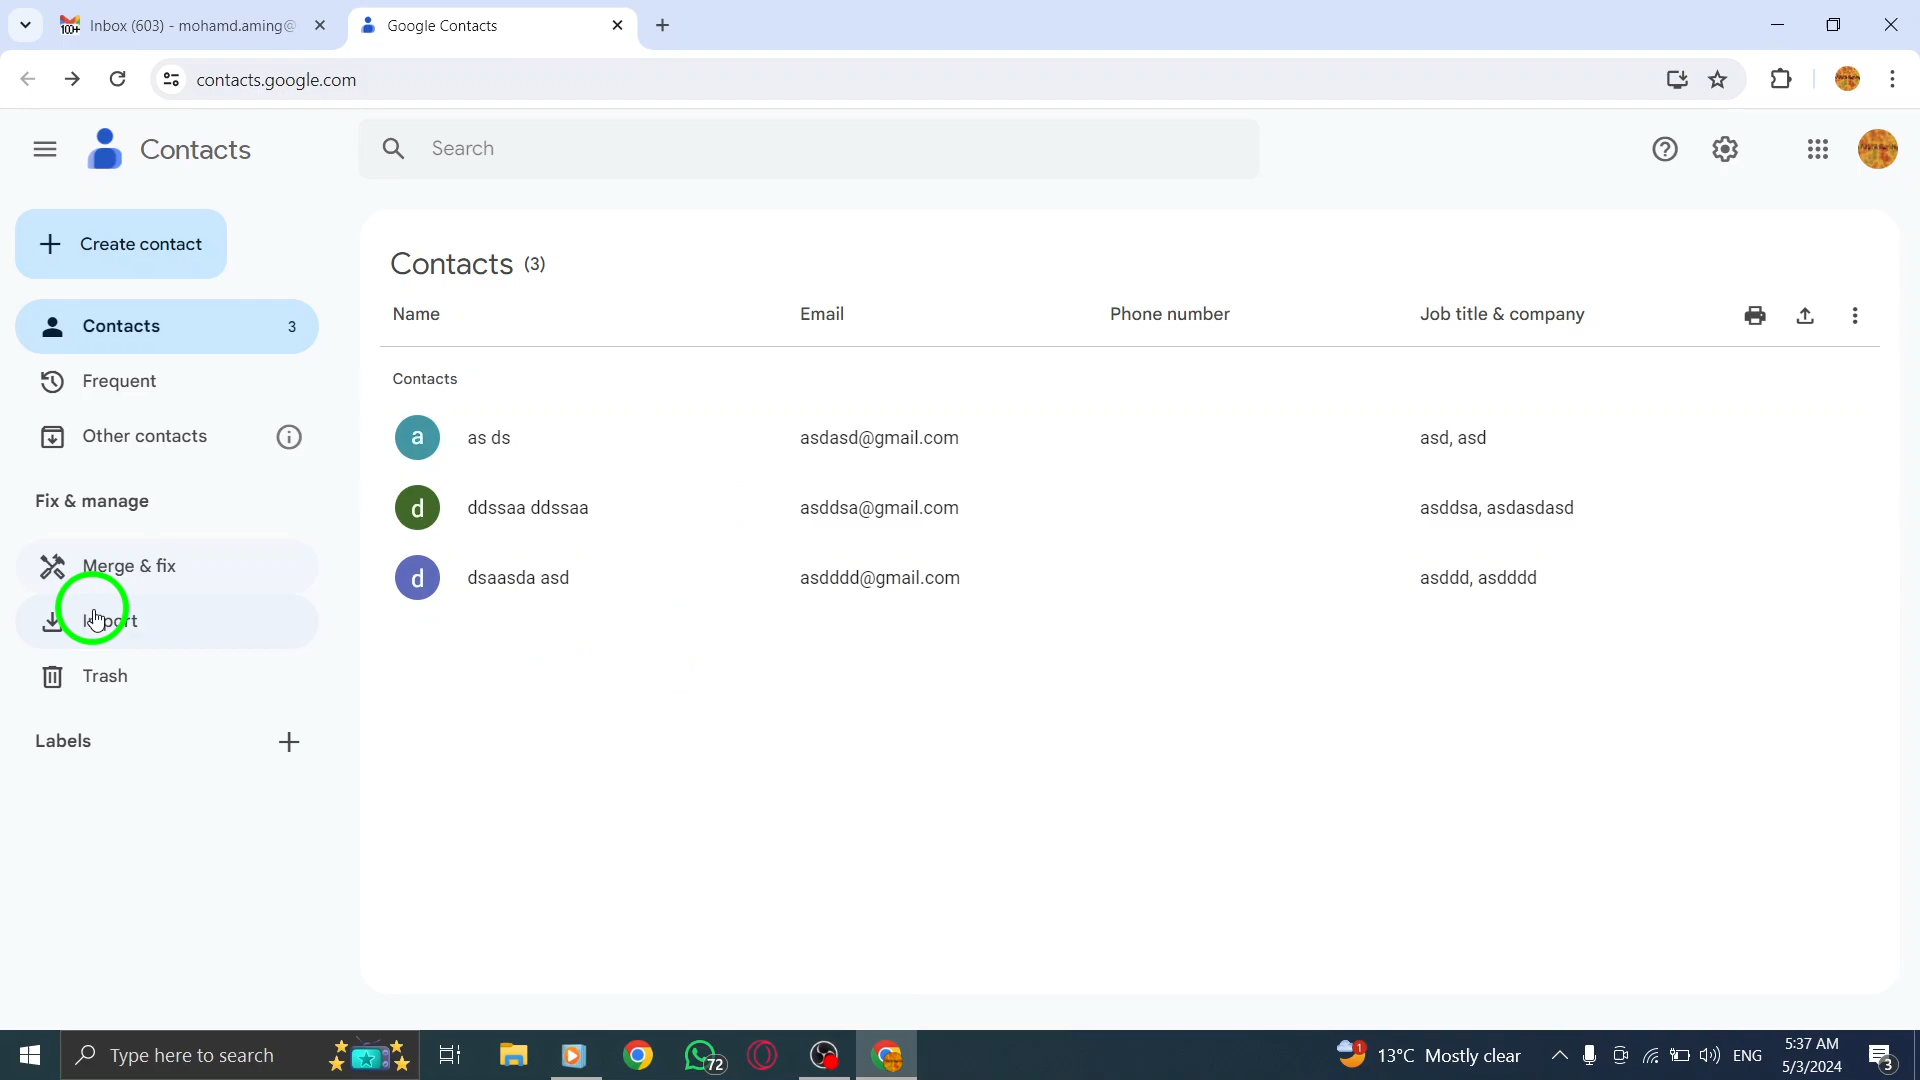 Inbox (603) - mohamd.aming@
Google Contacts
contacts.google.com
Contacts
Search
Create contact
Contacts 3
Frequent
Other contacts
Fix & manage
Merge & fix
Import
Trash
Labels
Contacts (3)
Name Email Phone number Job title & company
Contacts
a as ds asdasd@gmail.com asd, asd
d ddssaa ddssaa asddsa@gmail.com asddsa, asdasdasd
d dsaasda asd asdddd@gmail.com asddd, asdddd
Type here to search
72
1
13°C Mostly clear
ENG
5:37 AM
5/3/2024
3